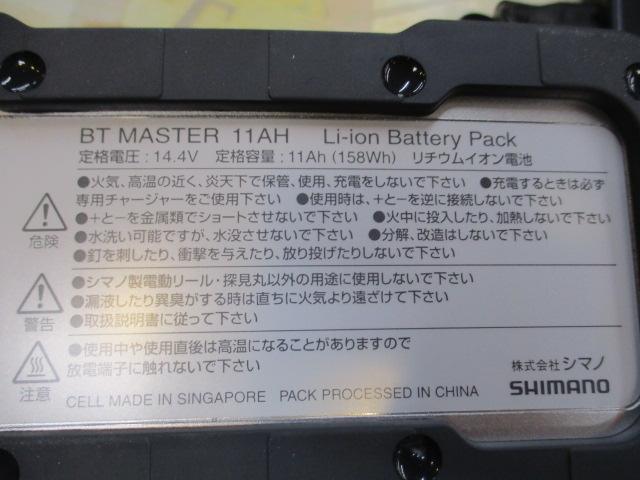 BT MASTER 11AH Li-ion Battery Pack
定格電圧：14.4V 定格容量：11Ah (158Wh) リチウムイオン電池
●火気、高温の近く、炎天下で保管、使用、充電をしないで下さい ●充電するときは必ず
専用チャージャーをご使用下さい ●使用時は、＋とーを逆に接続しないで下さい
●＋とーを金属類でショートさせないで下さい ●火中に投入したり、加熱しないで下さい
●水洗い可能ですが、水没させないで下さい ●分解、改造はしないで下さい
●釘を刺したり、衝撃を与えたり、放り投げたりしないで下さい
危険
●シマノ製電動リール・探見丸以外の用途に使用しないで下さい
●漏液したり異臭がする時は直ちに火気より遠ざけて下さい
●取扱説明書に従って下さい
警告
●使用中や使用直後は高温になることがありますので
放電端子に触れないで下さい
注意
株式会社シマノ
SHIMANO
CELL MADE IN SINGAPORE PACK PROCESSED IN CHINA